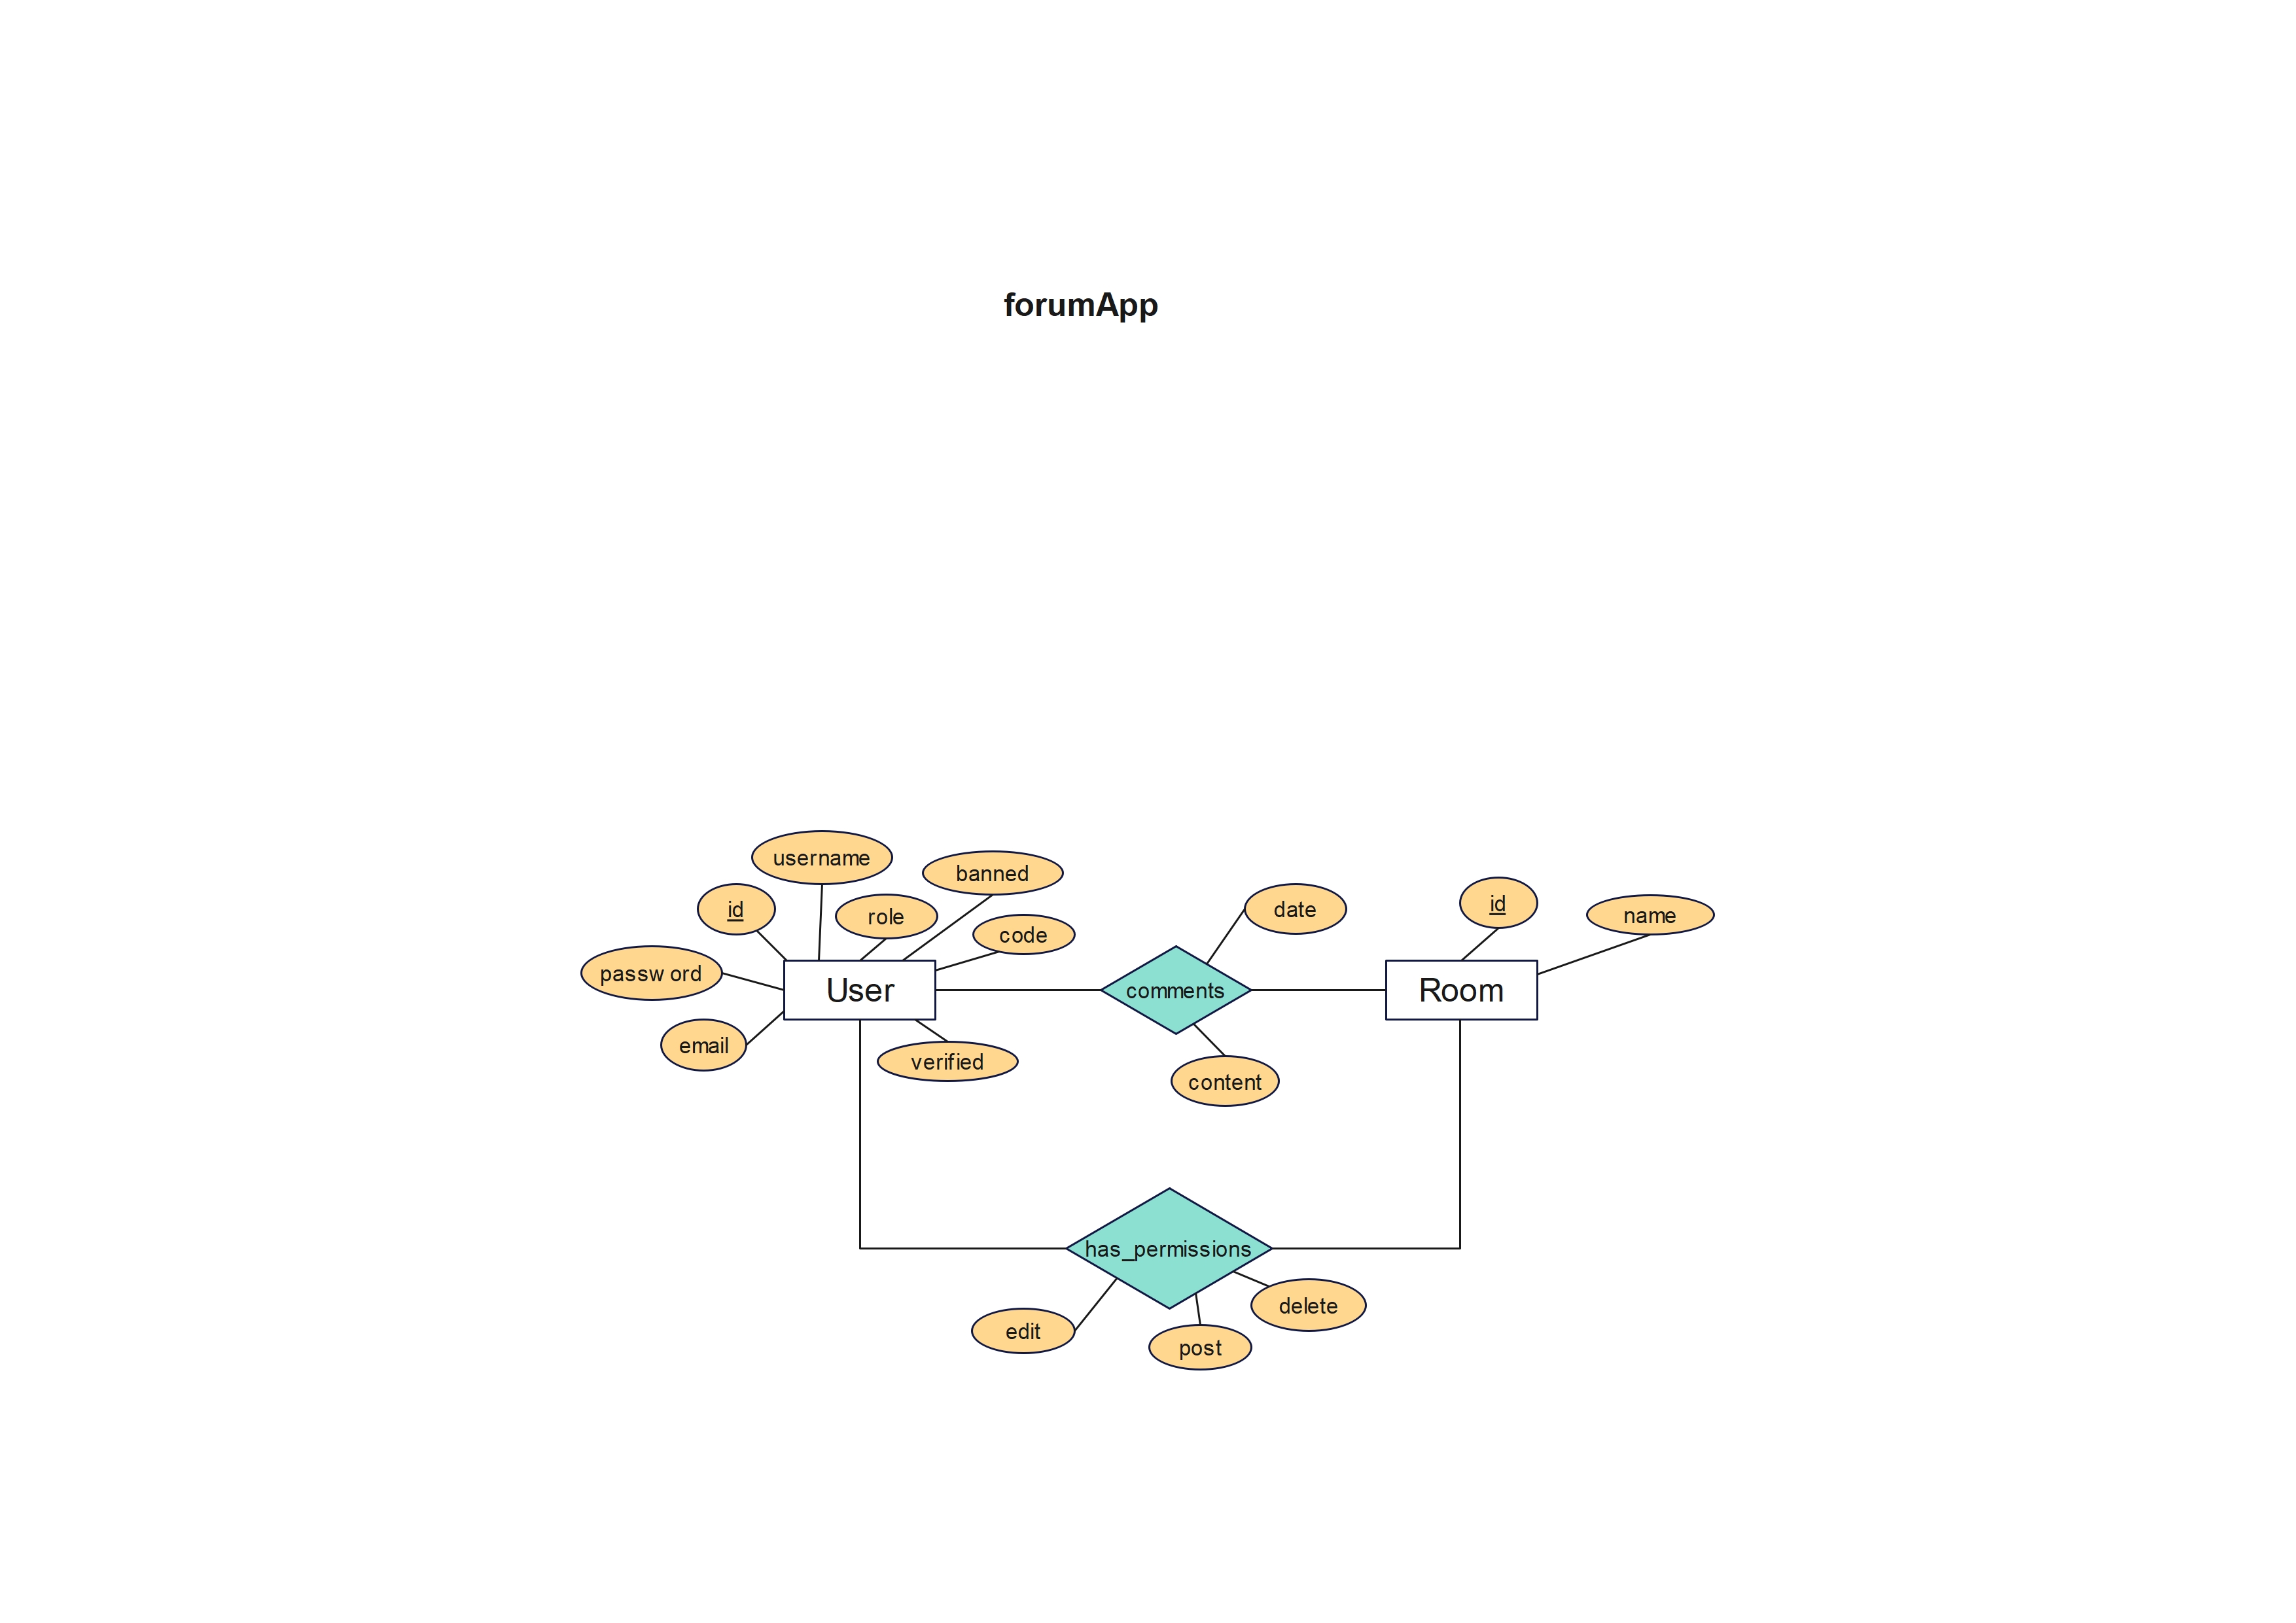 forumApp
username
banned
id
role
code
date
id
name
passw ord
User
comments
Room
email
verified
content
has_permissions
edit
post
delete